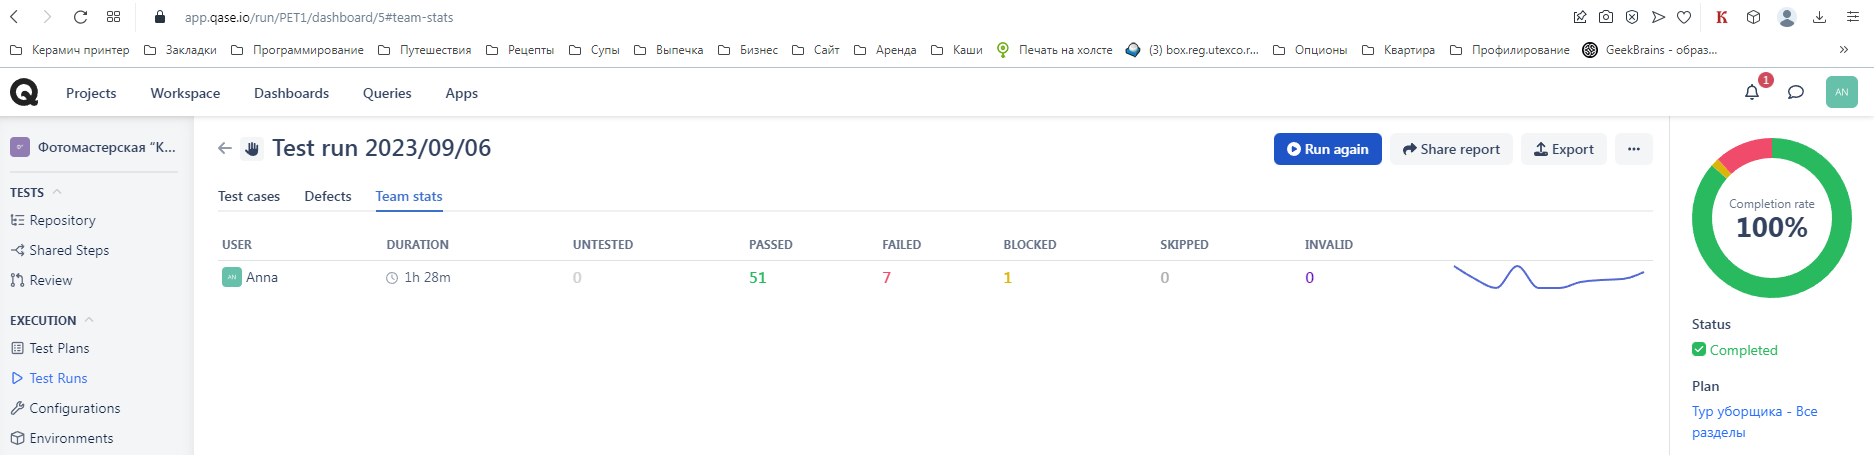 app.qase.io/run/PET1/dashboard/5#team-stats
Керамич принтер Закладки Программирование Путешествия Рецепты Супы Выпечка Бизнес Сайт Аренда Каши Печать на холсте (3) box.reg.utexco.r... Опционы Квартира Профилирование GeekBrains - образ... »
Projects Workspace Dashboards Queries Apps 1 AN
Фотомастерская “К...
TESTS
Repository
Shared Steps
Review
EXECUTION
Test Plans
Test Runs
Configurations
Environments
Test run 2023/09/06
Run again Share report Export ...
Test cases Defects Team stats
USER DURATION UNTESTED PASSED FAILED BLOCKED SKIPPED INVALID
AN Anna 1h 28m 0 51 7 1 0 0
Completion rate
100%
Status
Completed
Plan
Тур уборщика - Все
разделы